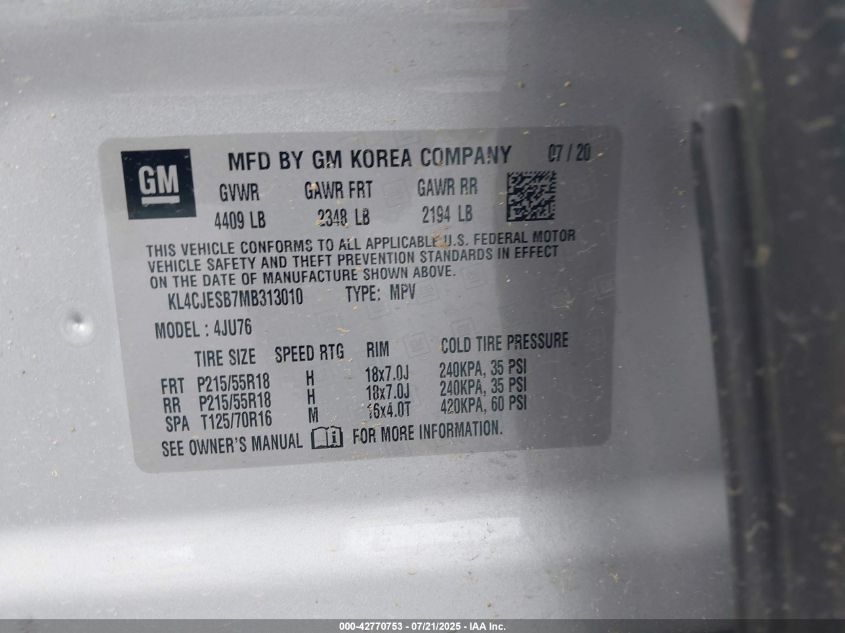 GM
MFD BY GM KOREA COMPANY 07/20
GVWR GAWR FRT GAWR RR
4409 LB 2348 LB 2194 LB
THIS VEHICLE CONFORMS TO ALL APPLICABLE U.S. FEDERAL MOTOR
VEHICLE SAFETY AND THEFT PREVENTION STANDARDS IN EFFECT
ON THE DATE OF MANUFACTURE SHOWN ABOVE.
KL4CJESB7MB313010 TYPE: MPV
MODEL: 4JU76
TIRE SIZE SPEED RTG RIM COLD TIRE PRESSURE
FRT P215/55R18 H 18x7.0J 240KPA, 35 PSI
RR P215/55R18 H 18x7.0J 240KPA, 35 PSI
SPA T125/70R16 M 16x4.0T 420KPA, 60 PSI
SEE OWNER'S MANUAL i FOR MORE INFORMATION.
000-42770753 / 07/21/2025 - IAA Inc.